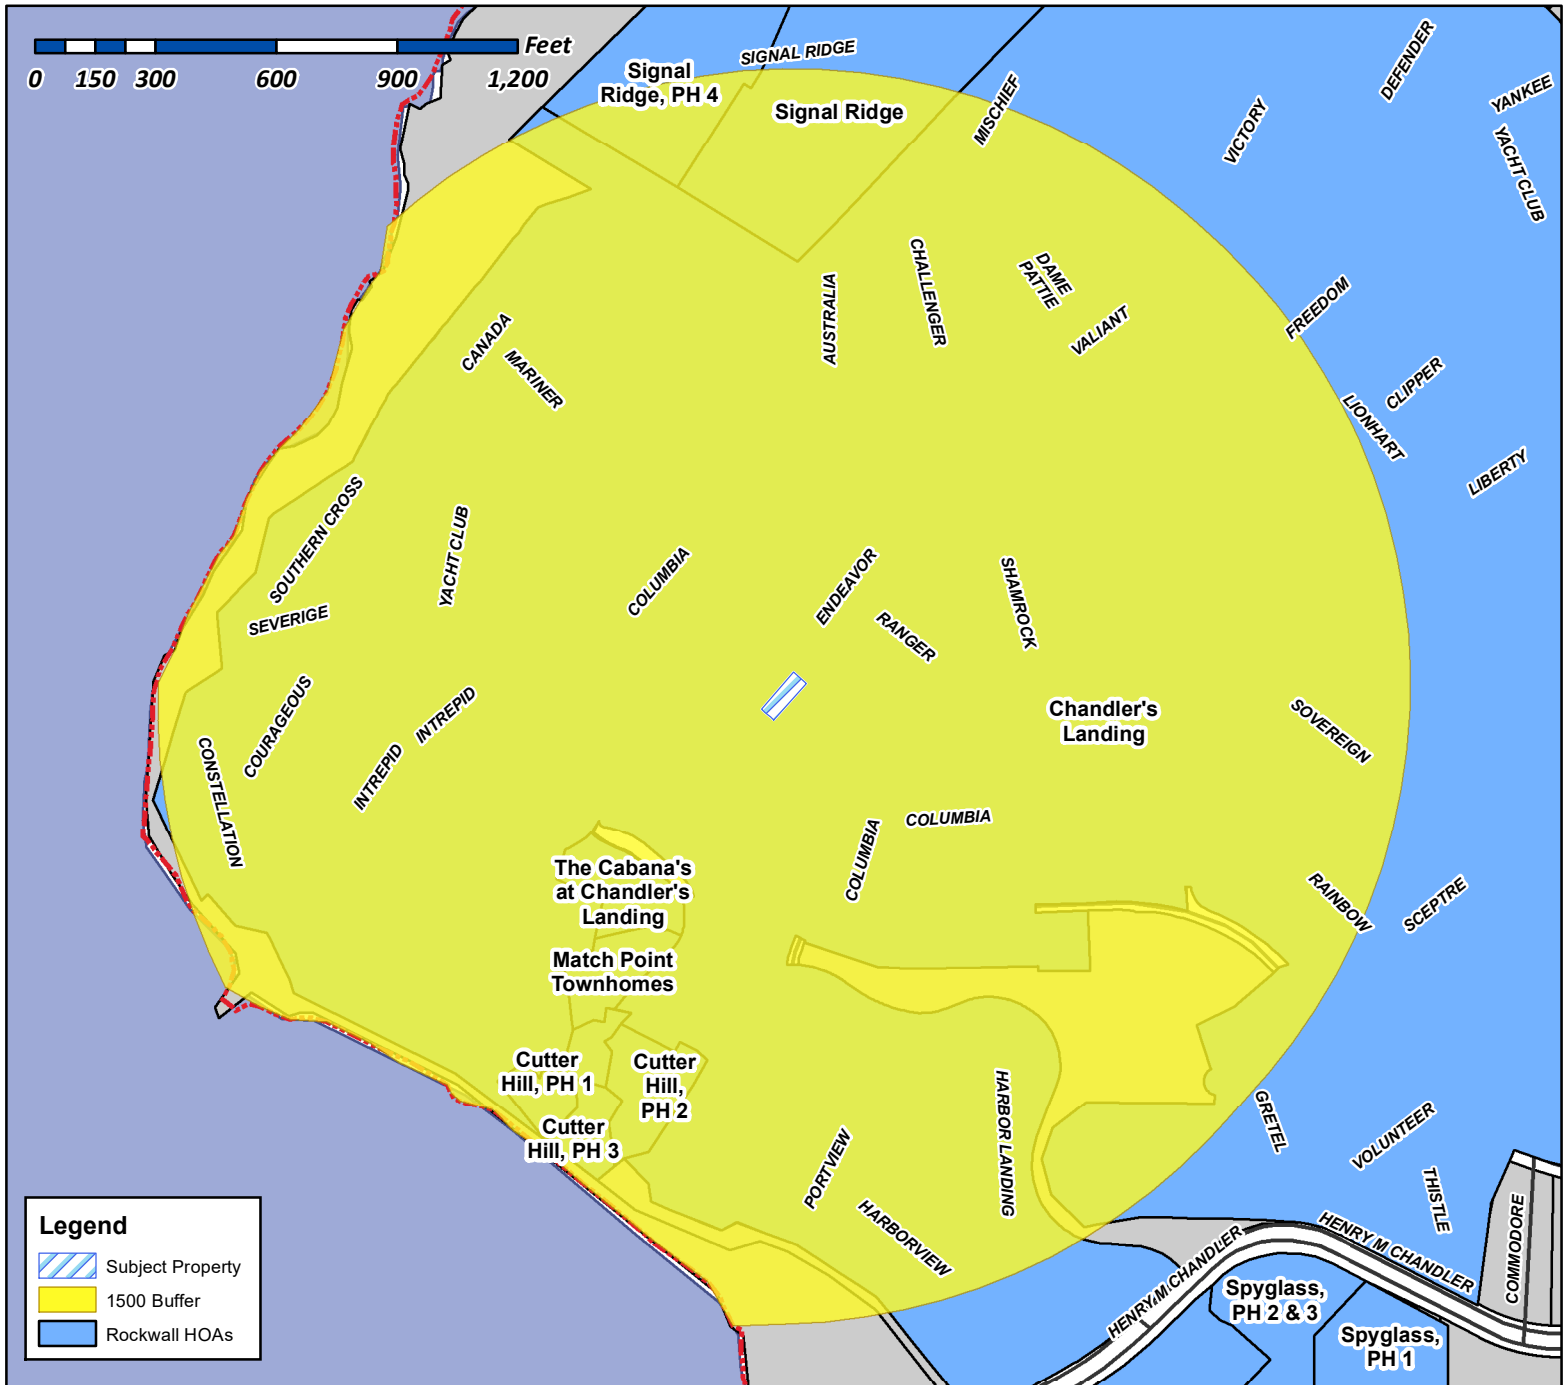 Feet
0 150 300 600 900 1,200
SIGNAL RIDGE
Signal
Ridge, PH 4
Signal Ridge
MISCHIEF
VICTORY
DEFENDER
YANKEE
YACHT CLUB
AUSTRALIA
CHALLENGER
DAME
PATTIE
VALIANT
FREEDOM
CANADA
MARINER
CLIPPER
LIONHART
LIBERTY
SOUTHERN CROSS
YACHT CLUB
COLUMBIA
ENDEAVOR
SHAMROCK
SEVERIGE
RANGER
COURAGEOUS
INTREPID
INTREPID
Chandler's
Landing
SOVEREIGN
CONSTELLATION
COLUMBIA
COLUMBIA
The Cabana's
at Chandler's
Landing
RAINBOW
SCEPTRE
Match Point
Townhomes
Cutter
Hill, PH 1
Cutter
Hill,
PH 2
Cutter
Hill, PH 3
HARBOR LANDING
GRETEL
VOLUNTEER
PORTVIEW
HARBORVIEW
THISTLE
COMMODORE
HENRY M CHANDLER
HENRY M CHANDLER
Spyglass,
PH 2 & 3
Spyglass,
PH 1
Legend
Subject Property
1500 Buffer
Rockwall HOAs